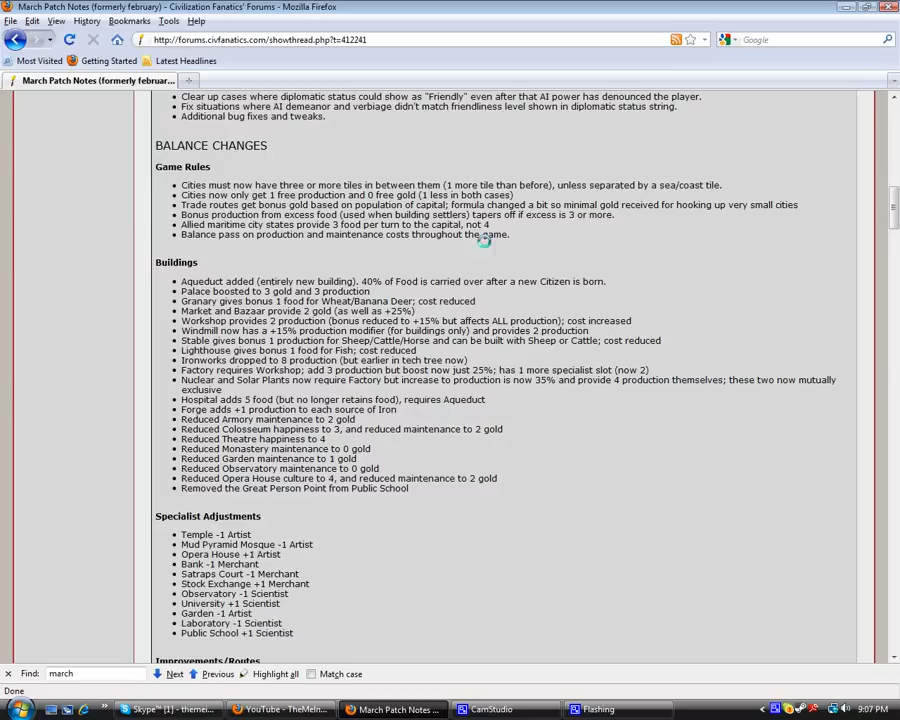 March Patch Notes (formerly february) - Civilization Fanatics' Forums - Mozilla Firefox
File Edit View History Bookmarks Tools Help
http://forums.civfanatics.com/showthread.php?t=412241
Google
Most Visited Getting Started Latest Headlines
March Patch Notes (formerly februar...
Clear up cases where diplomatic status could show as "Friendly" even after that AI power has denounced the player.
Fix situations where AI demeanor and verbiage didn't match friendliness level shown in diplomatic status string.
Additional bug fixes and tweaks.
BALANCE CHANGES
Game Rules
Cities must now have three or more tiles in between them (1 more tile than before), unless separated by a sea/coast tile.
Cities now only get 1 free production and 0 free gold (1 less in both cases)
Trade routes get bonus gold based on population of capital; formula changed a bit so minimal gold received for hooking up very small cities
Bonus production from excess food (used when building settlers) tapers off if excess is 3 or more.
Allied maritime city states provide 3 food per turn to the capital, not 4
Balance pass on production and maintenance costs throughout the game.
Buildings
Aqueduct added (entirely new building). 40% of Food is carried over after a new Citizen is born.
Palace boosted to 3 gold and 3 production
Granary gives bonus 1 food for Wheat/Banana Deer; cost reduced
Market and Bazaar provide 2 gold (as well as +25%)
Workshop provides 2 production (bonus reduced to +15% but affects ALL production); cost increased
Windmill now has a +15% production modifier (for buildings only) and provides 2 production
Stable gives bonus 1 production for Sheep/Cattle/Horse and can be built with Sheep or Cattle; cost reduced
Lighthouse gives bonus 1 food for Fish; cost reduced
Ironworks dropped to 8 production (but earlier in tech tree now)
Factory requires Workshop; add 3 production but boost now just 25%; has 1 more specialist slot (now 2)
Nuclear and Solar Plants now require Factory but increase to production is now 35% and provide 4 production themselves; these two now mutually
exclusive
Hospital adds 5 food (but no longer retains food), requires Aqueduct
Forge adds +1 production to each source of Iron
Reduced Armory maintenance to 2 gold
Reduced Colosseum happiness to 3, and reduced maintenance to 2 gold
Reduced Theatre happiness to 4
Reduced Monastery maintenance to 0 gold
Reduced Garden maintenance to 1 gold
Reduced Observatory maintenance to 0 gold
Reduced Opera House culture to 4, and reduced maintenance to 2 gold
Removed the Great Person Point from Public School
Specialist Adjustments
Temple -1 Artist
Mud Pyramid Mosque -1 Artist
Opera House +1 Artist
Bank -1 Merchant
Satraps Court -1 Merchant
Stock Exchange +1 Merchant
Observatory -1 Scientist
University +1 Scientist
Garden -1 Artist
Laboratory -1 Scientist
Public School +1 Scientist
Improvements/Routes
Find: march Next Previous Highlight all Match case
Done
Skype™ [1] - themei... YouTube - TheMeIn... March Patch Notes ... CamStudio Flashing 9:07 PM